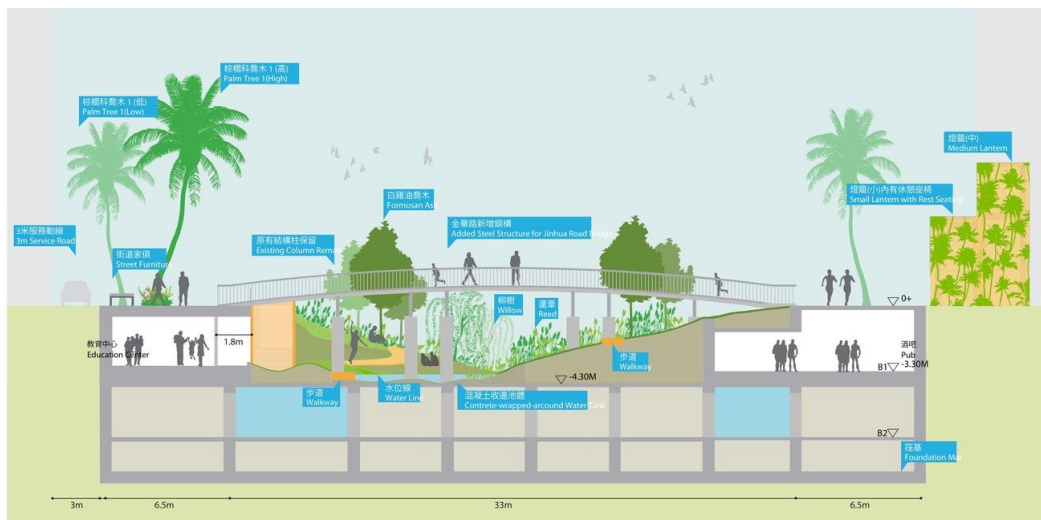 棕櫚科喬木 1 (高)
Palm Tree 1(High)
棕櫚科喬木 1 (低)
Palm Tree 1(Low)
燈籠(中)
Medium Lantern
白雞油喬木
Formosan Ash
燈籠(小)內有休憩座椅
Small Lantern with Rest Seating
3米服務動線
3m Service Road
原有結構柱保留
Existing Column Remain
金華路新增鋼構
Added Steel Structure for Jinhua Road Bridge
街道家俱
Street Furniture
柳樹
Willow
蘆葦
Reed
0+
教育中心
Education Center
1.8m
步道
Walkway
酒吧
Pub
-3.30M
B1
-4.30M
步道
Walkway
水位線
Water Line
混凝土收邊池體
Contrete-wrapped-arcound Water Tank
B2
筏基
Foundation Mat
3m
6.5m
33m
6.5m